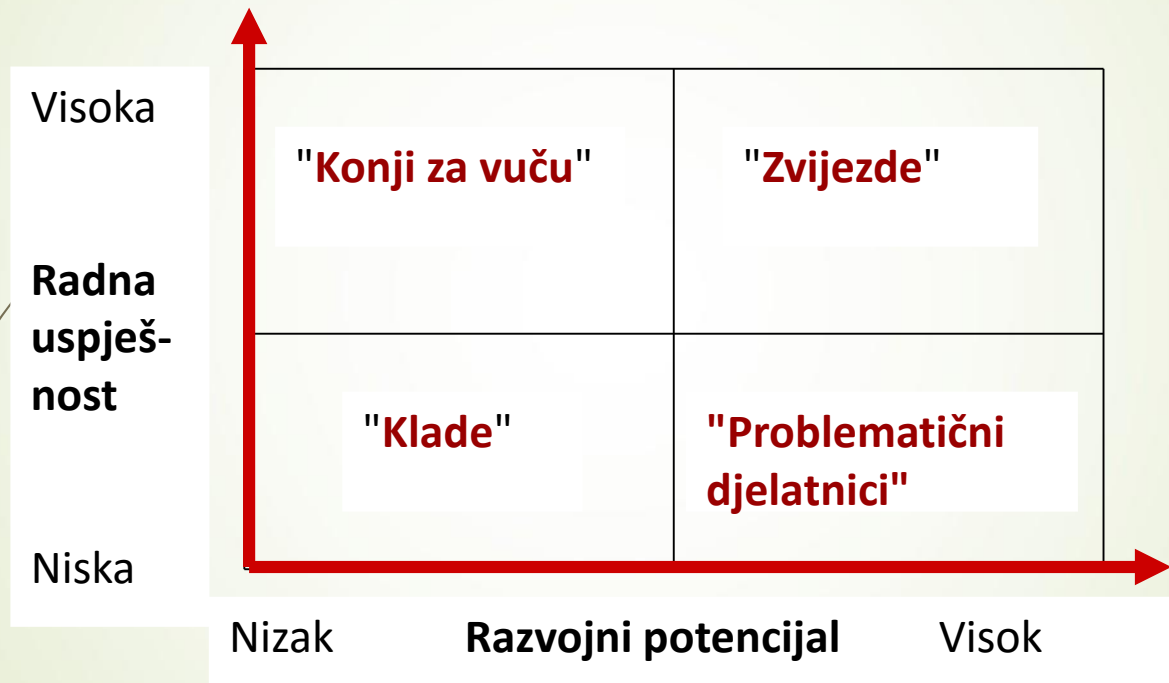 Visoka
"Konji za vuču"
"Zvijezde"
Radna
uspješ-
nost
"Klade"
"Problematični
djelatnici"
Niska
Nizak
Razvojni potencijal
Visok